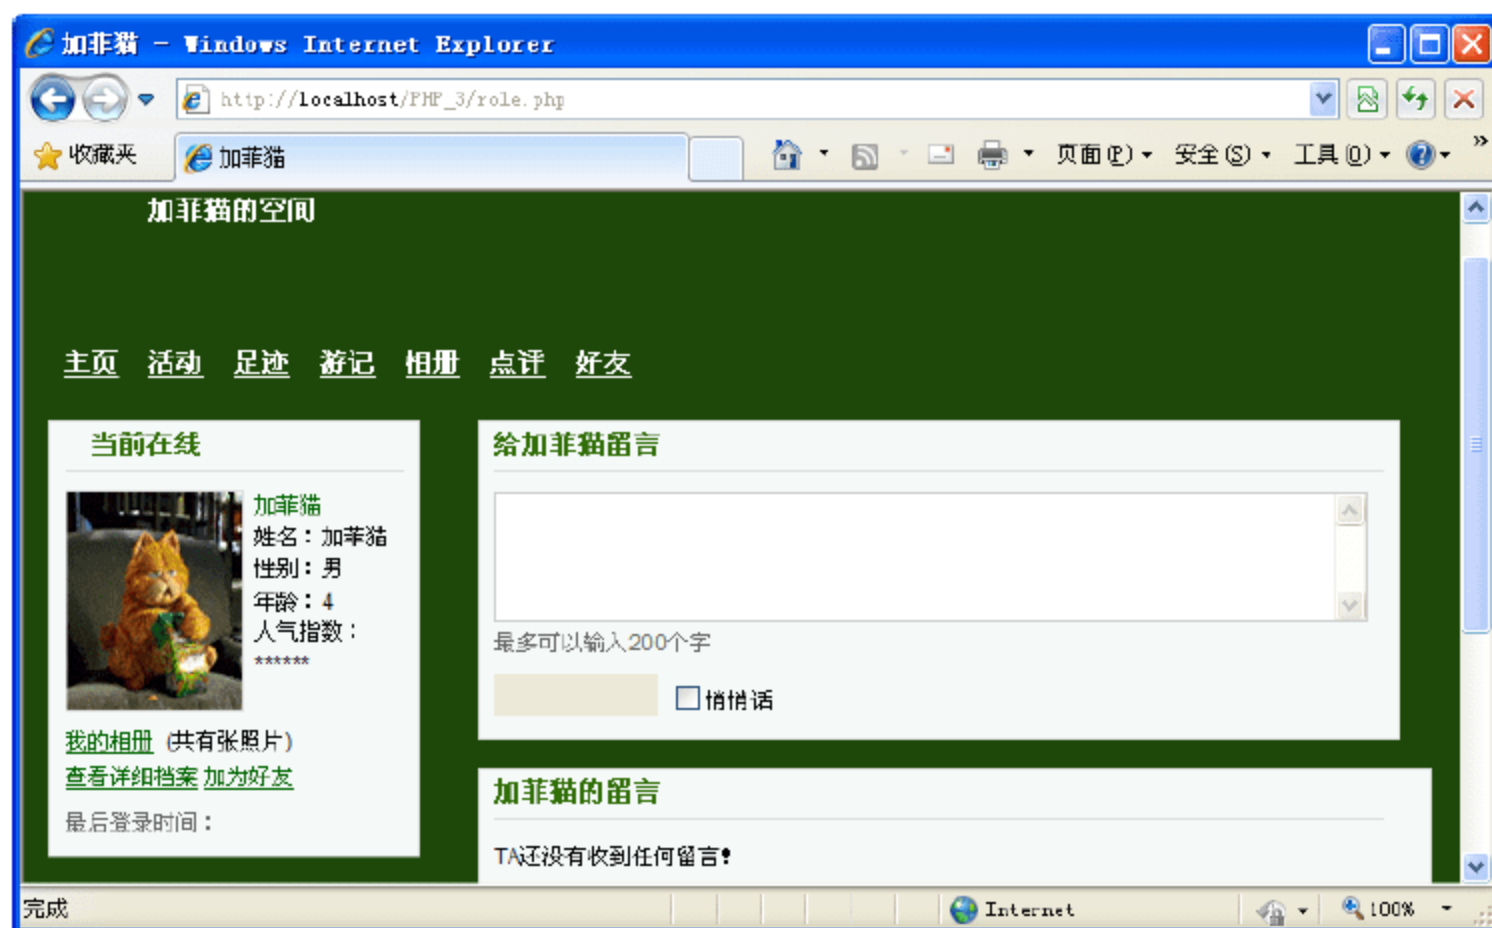 加菲猫 - Windows Internet Explorer
http://localhost/PHP_3/role.php
收藏夹 加菲猫 页面(P) 安全(S) 工具(O) »
加菲猫的空间
主页 活动 足迹 游记 相册 点评 好友
当前在线
加菲猫
姓名：加菲猫
性别：男
年龄：4
人气指数：
******
我的相册 (共有张照片)
查看详细档案 加为好友
最后登录时间：
给加菲猫留言
最多可以输入200个字
悄悄话
加菲猫的留言
TA还没有收到任何留言！
完成 Internet 100%